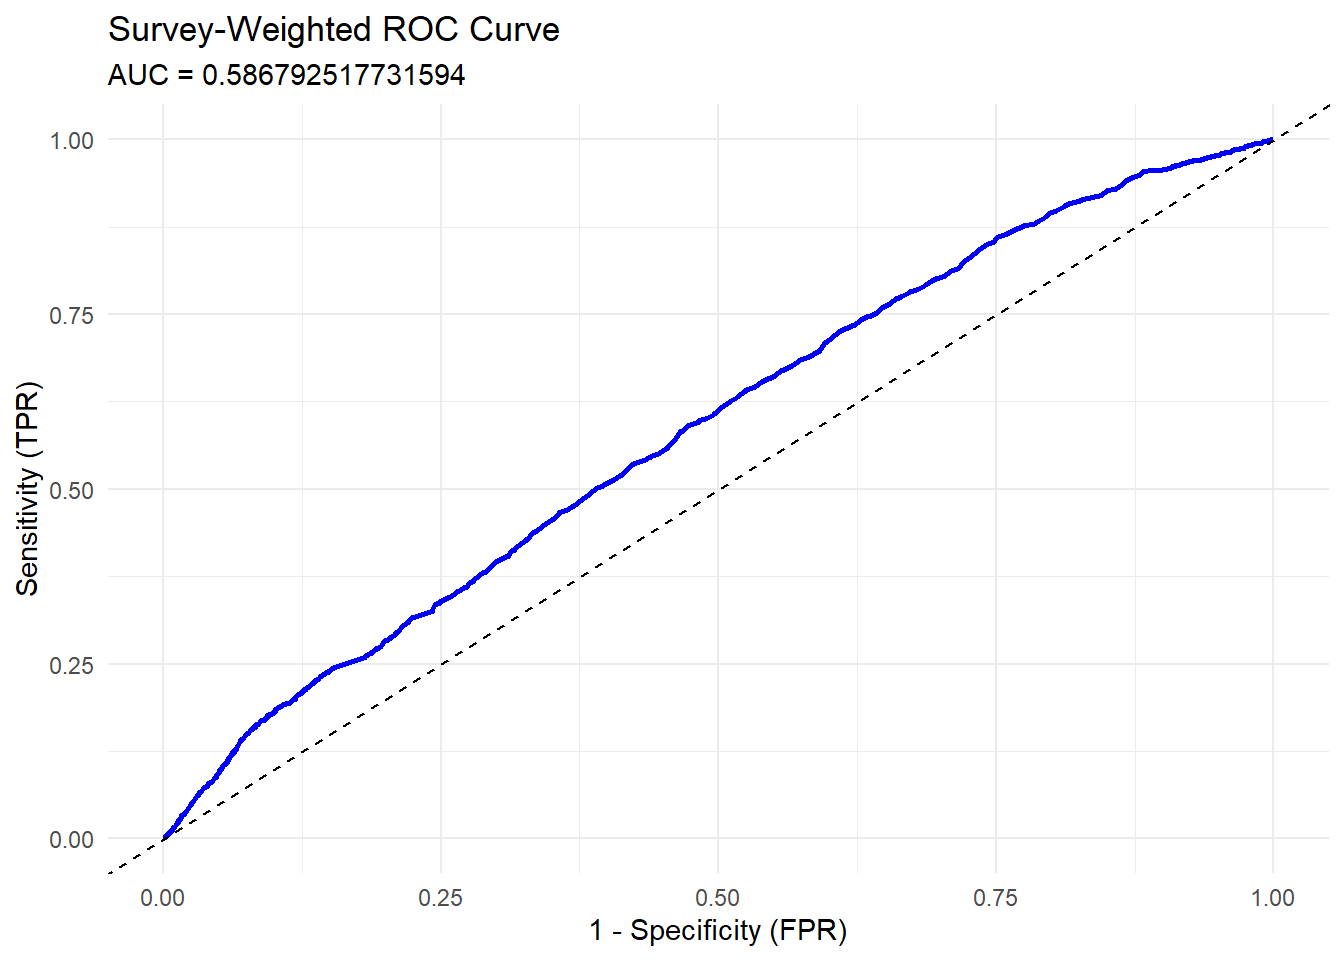 Survey-Weighted ROC Curve
AUC = 0.586792517731594
Sensitivity (TPR)
1.00
0.75
0.50
0.25
0.00
0.00 0.25 0.50 0.75 1.00
1 - Specificity (FPR)